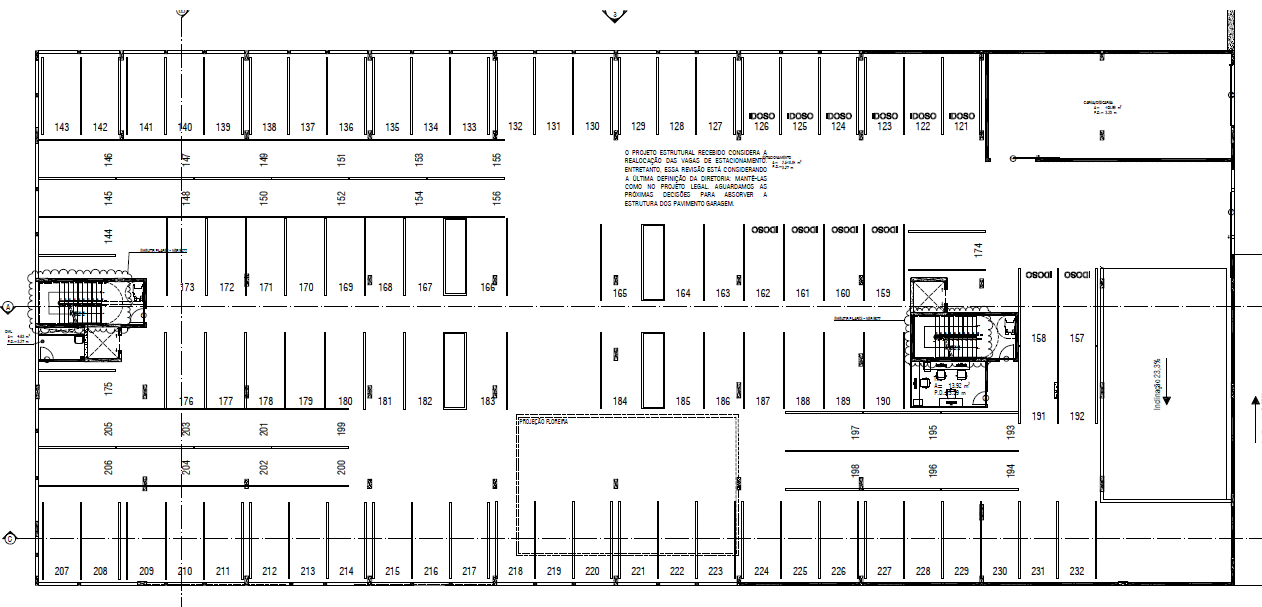 3
143 142 141 140 139 138 137 136 135 134 133 132 131 130 129 128 127 126 125 124 123 122 121
IDOSO IDOSO IDOSO IDOSO IDOSO IDOSO
146 147 149 151 153 155
O PROJETO ESTRUTURAL RECEBIDO CONSIDERA A
REALOCAÇÃO DAS VAGAS DE ESTACIONAMENTO.
ENTRETANTO, ESSA REVISÃO ESTÁ CONSIDERANDO
A ÚLTIMA DEFINIÇÃO DA DIRETORIA: MANTÊ-LAS
COMO NO PROJETO LEGAL. AGUARDAMOS AS
PRÓXIMAS DECISÕES PARA ABSORVER A
ESTRUTURA DOS PAVIMENTO GARAGEM.
145 148 150 152 154 156
144
174
IDOSO IDOSO IDOSO IDOSO
IDOSO IDOSO
173 172 171 170 169 168 167 166 165 164 163 162 161 160 159
A
158 157
175
176 177 178 179 180 181 182 183 184 185 186 187 188 189 190
191 192
Inclinação 23.3%
PROJEÇÃO FLOREIRA
205 203 201 199
197 195 193
206 204 202 200
198 196 194
C
207 208 209 210 211 212 213 214 215 216 217 218 219 220 221 222 223 224 225 226 227 228 229 230 231 232